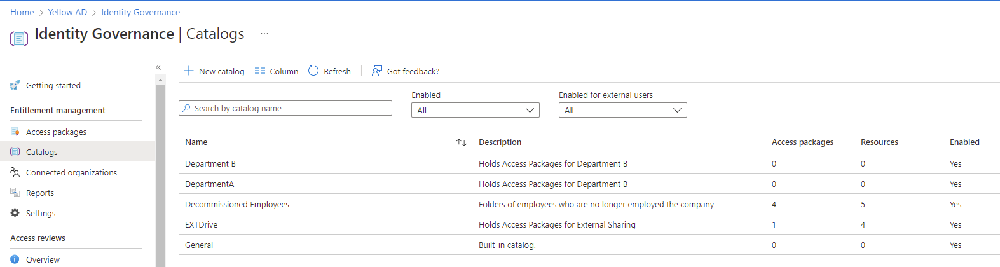 Home > Yellow AD > Identity Governance
Identity Governance | Catalogs ...
«
Getting started
Entitlement management
Access packages
Catalogs
Connected organizations
Reports
Settings
Access reviews
Overview
+ New catalog Column Refresh | Got feedback?
Enabled Enabled for external users
Search by catalog name All All
Name ↑↓ Description Access packages Resources Enabled
Department B Holds Access Packages for Department B 0 0 Yes
DepartmentA Holds Access Packages for Department B 0 0 Yes
Decommissioned Employees Folders of employees who are no longer employed the company 4 5 Yes
EXTDrive Holds Access Packages for External Sharing 1 4 Yes
General Built-in catalog. 0 0 Yes